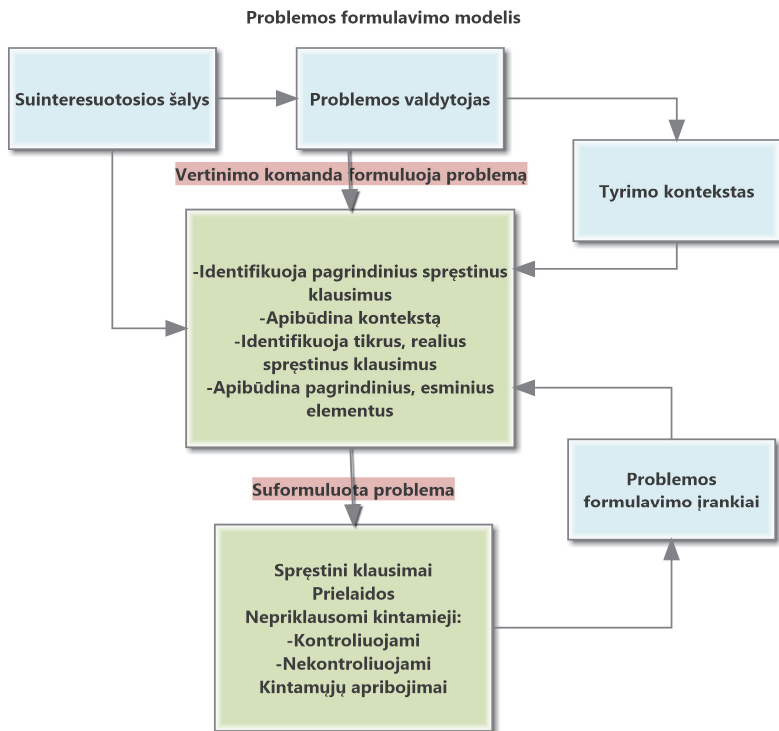 Problemos formulavimo modelis
Suinteresuotosios šalys
Problemos valdytojas
Tyrimo kontekstas
Vertinimo komanda formuluoja problemą
-Identifikuoja pagrindinius spręstinus
klausimus
-Apibūdina kontekstą
-Identifikuoja tikrus, realius
spręstinus klausimus
-Apibūdina pagrindinius, esminius
elementus
Problemos
formulavimo įrankiai
Suformuluota problema
Spręstini klausimai
Prielaidos
Nepriklausomi kintamieji:
-Kontroliuojami
-Nekontroliuojami
Kintamųjų apribojimai